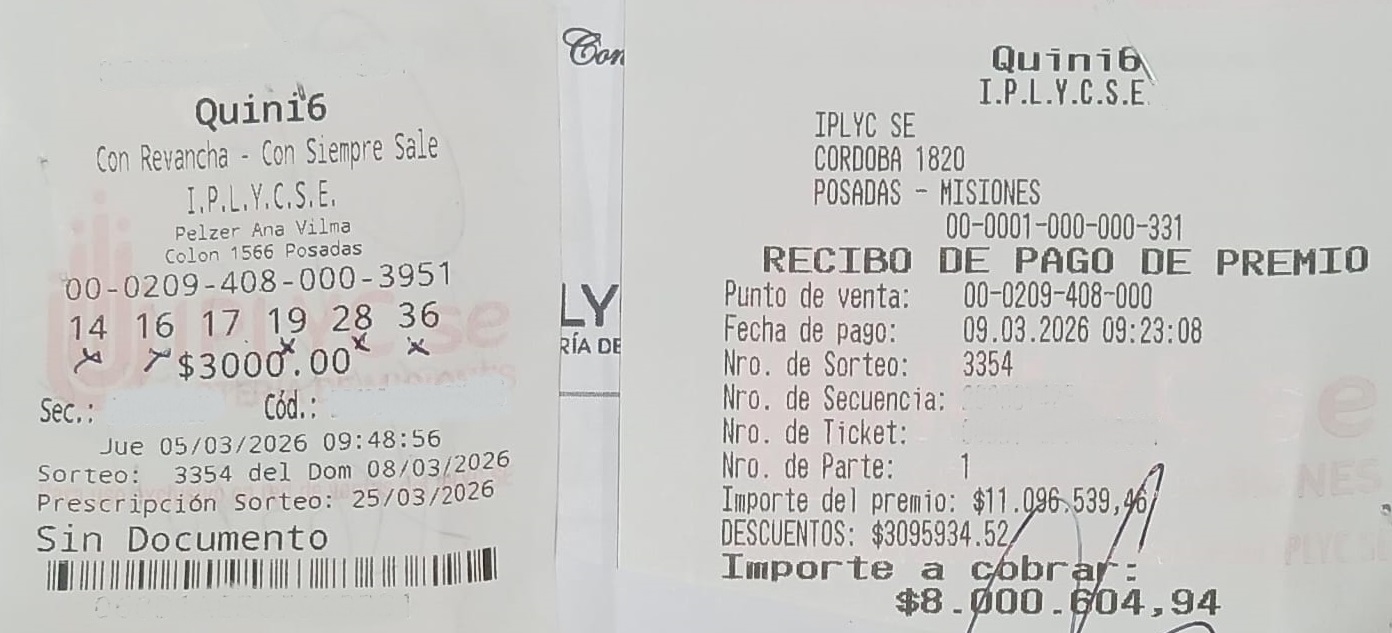 Quini6
Con Revancha - Con Siempre Sale
I.P.L.Y.C.S.E.
Pelzer Ana Vilma
Colon 1566 Posadas
00-0209-408-000-3951
14 16 17 19 28 36
$3000.00
Sec.: Cód.:
Jue 05/03/2026 09:48:56
Sorteo: 3354 del Dom 08/03/2026
Prescripción Sorteo: 25/03/2026
Sin Documento
Con
LY
RÍA DE
Quini6
I.P.L.Y.C.S.E.
IPLYC SE
CORDOBA 1820
POSADAS - MISIONES
00-0001-000-000-331
RECIBO DE PAGO DE PREMIO
Punto de venta: 00-0209-408-000
Fecha de pago: 09.03.2026 09:23:08
Nro. de Sorteo: 3354
Nro. de Secuencia:
Nro. de Ticket:
Nro. de Parte: 1
Importe del premio: $11.096.539,46
DESCUENTOS: $3095934.52
Importe a cobrar:
$8.000.604,94